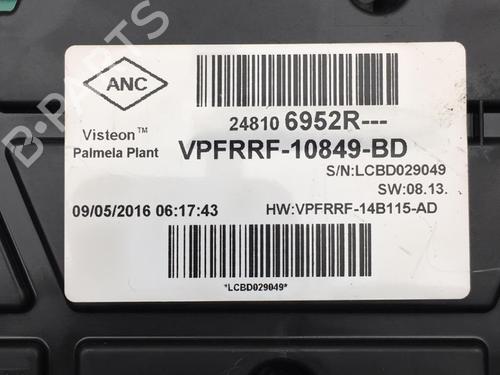 ANC
24810 6952R---
Visteon™
Palmela Plant
VPFRRF-10849-BD
S/N:LCBD029049
SW:08.13.
09/05/2016 06:17:43
HW:VPFRRF-14B115-AD
*LCBD029049*
B-PARTS